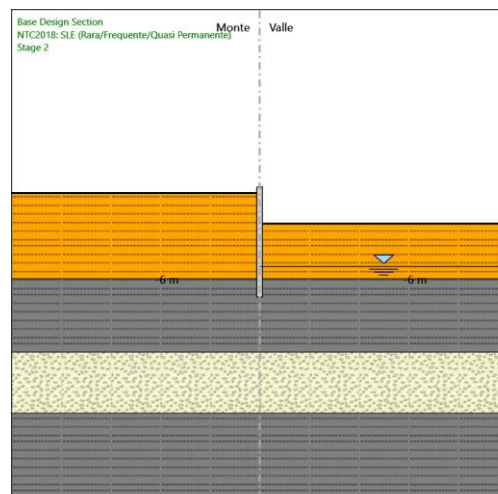 Base Design Section
Monte Valle
NTC2018: SLE (Rara/Frequente/Quasi Permanente)
Stage 2
-6 m
-6 m